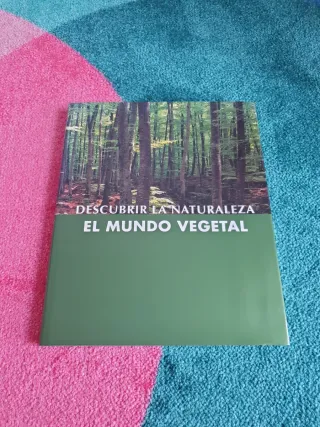 DESCUBRIR LA NATURALEZA
EL MUNDO VEGETAL